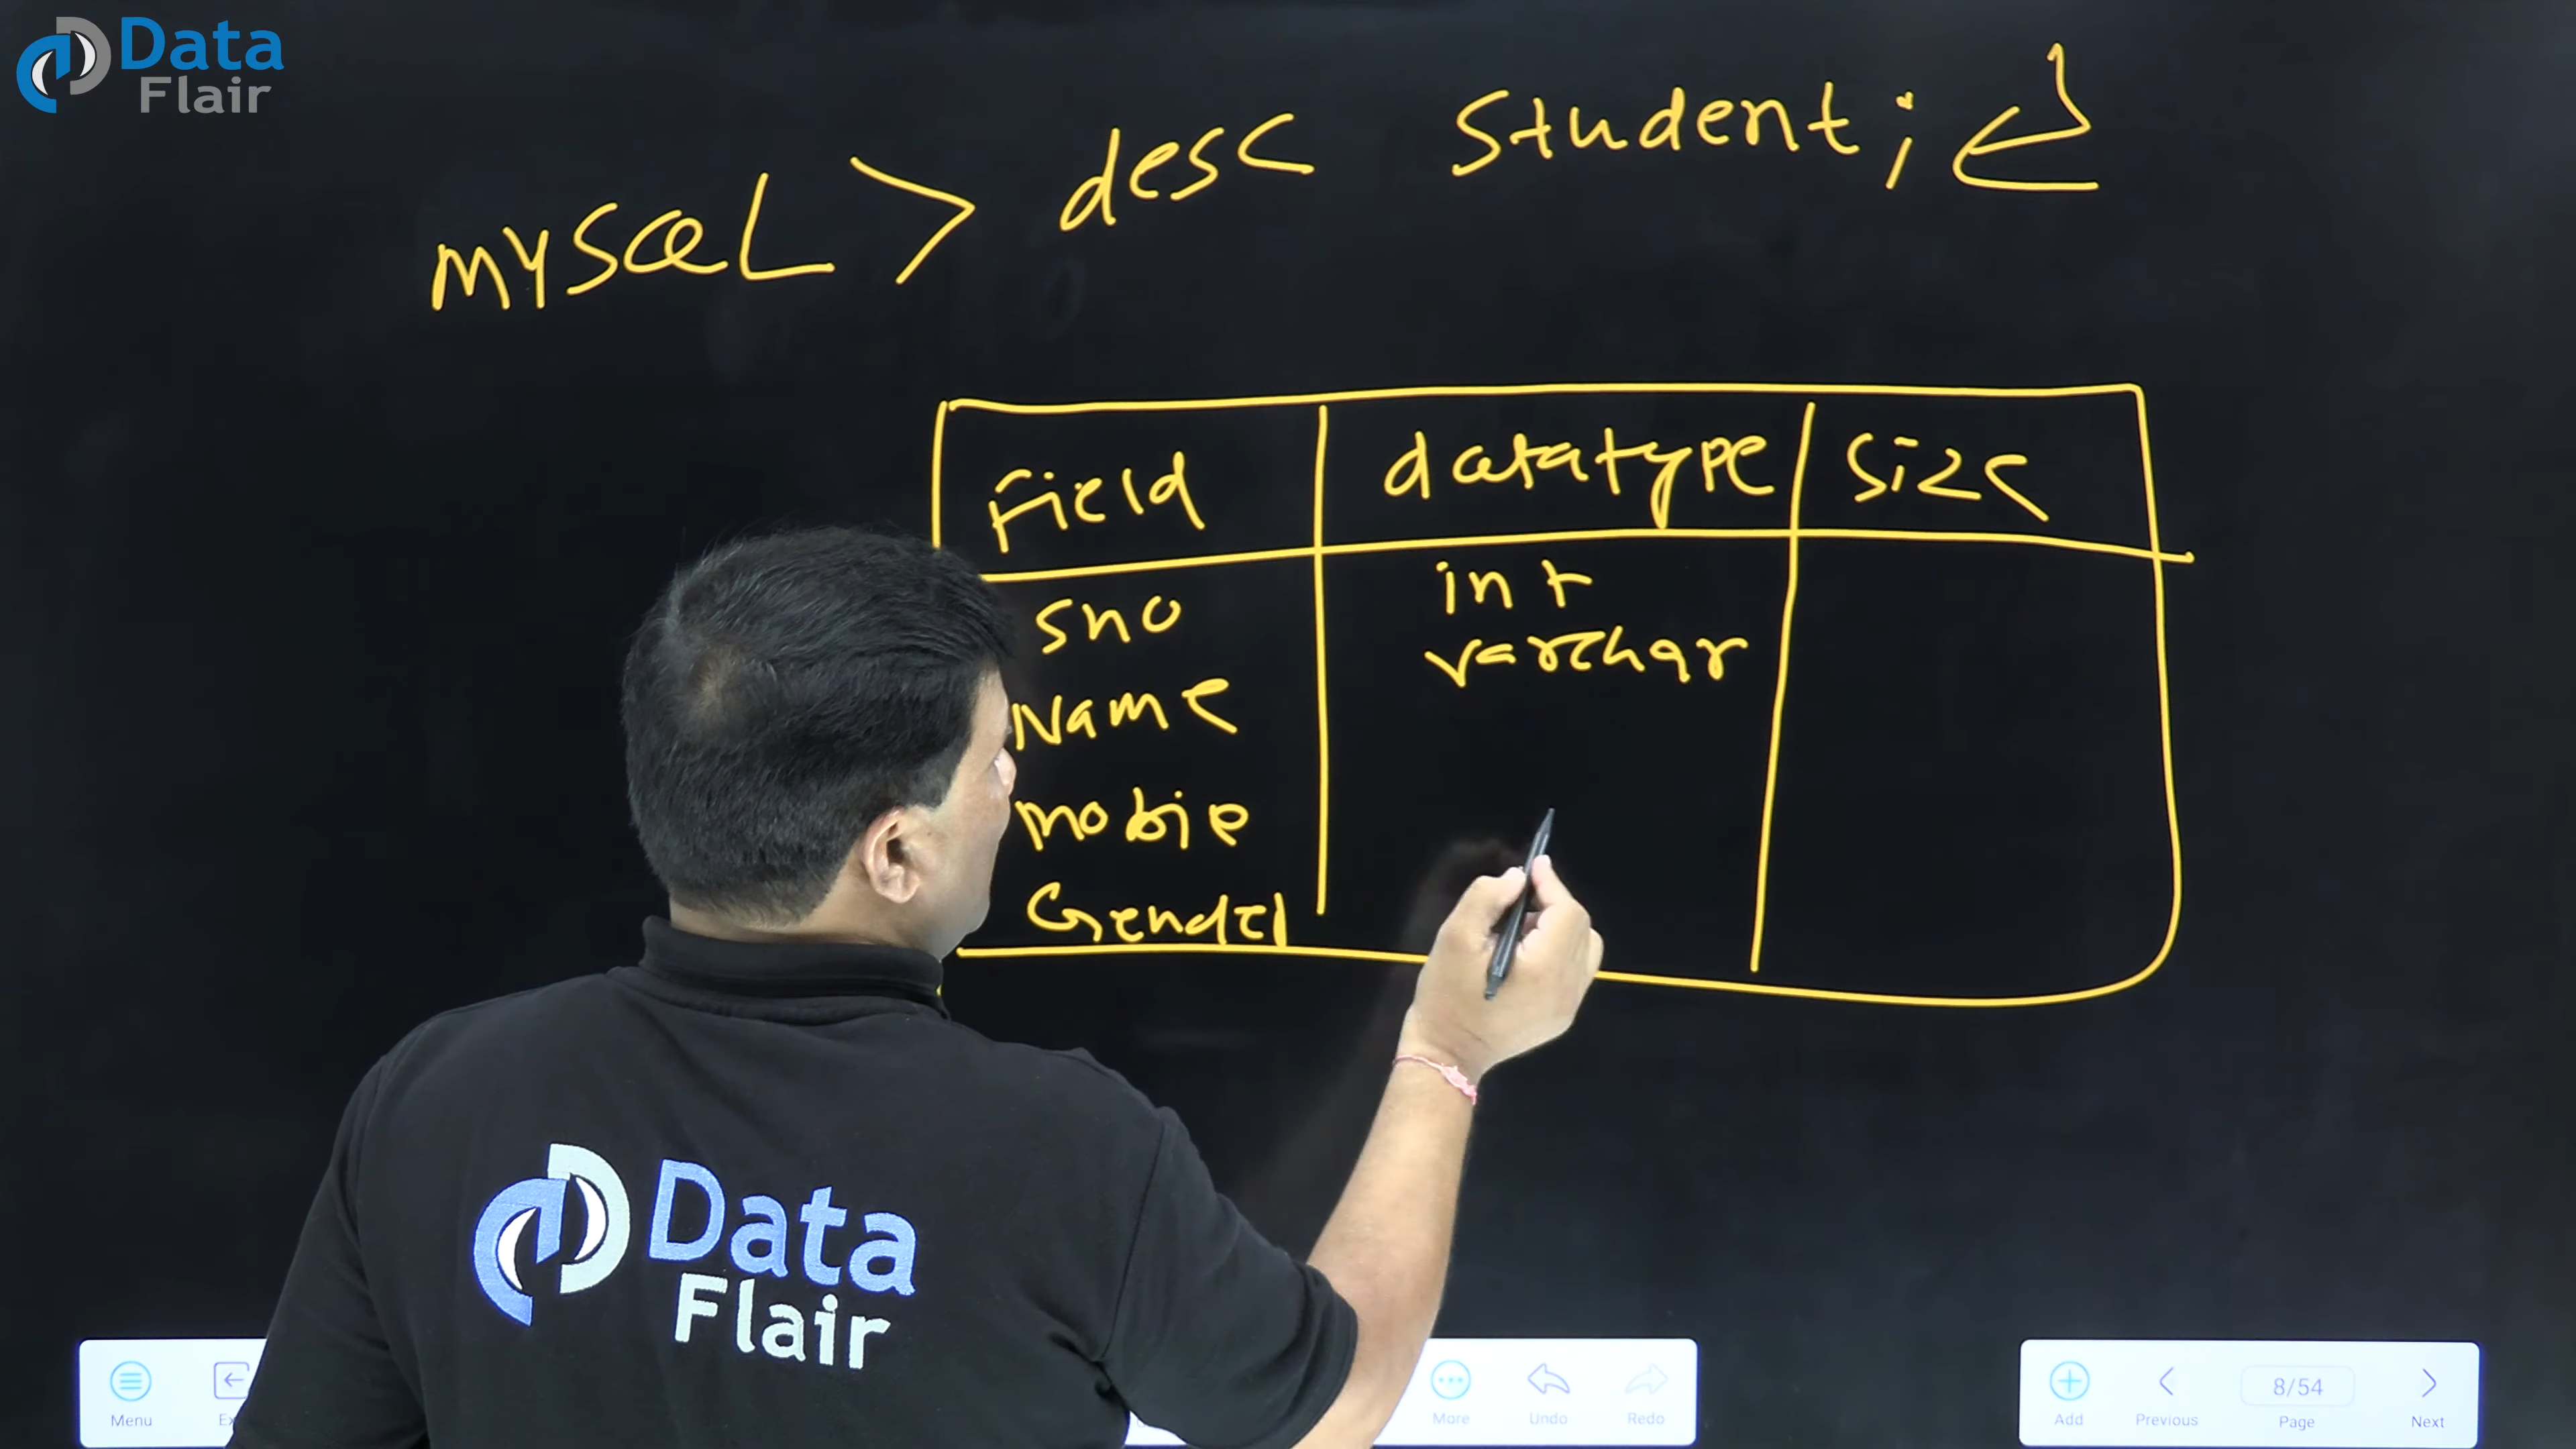 Data
Flair
mysQL > desc student;
Field datatype size
sno int
Name varchar
mobie
Gender
Data
Flair
Menu
More Undo Redo
Add Previous 8/54 Page Next